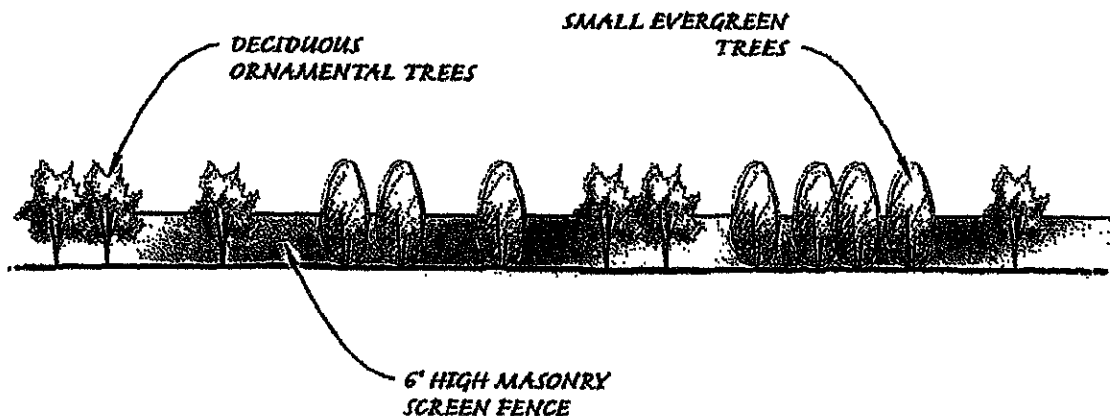 DECIDUOUS
ORNAMENTAL TREES
SMALL EVERGREEN
TREES
6' HIGH MASONRY
SCREEN FENCE